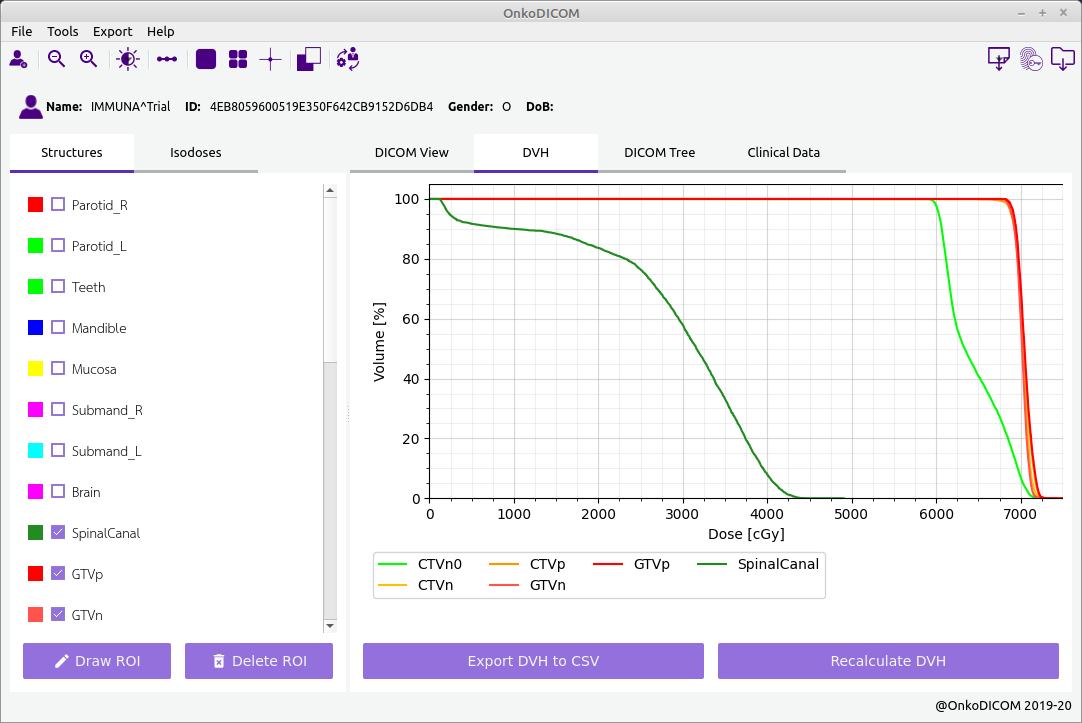 OnkoDICOM
File Tools Export Help
Name: IMMUNA^Trial ID: 4EB8059600519E350F642CB9152D6DB4 Gender: O DoB:
Structures Isodoses
DICOM View DVH DICOM Tree Clinical Data
Parotid_R
Parotid_L
Teeth
Mandible
Mucosa
Submand_R
Submand_L
Brain
SpinalCanal
GTVp
GTVn
Draw ROI Delete ROI
Volume [%]
100
80
60
40
20
0
0 1000 2000 3000 4000 5000 6000 7000
Dose [cGy]
CTVn0 CTVp GTVp SpinalCanal
CTVn GTVn
Export DVH to CSV Recalculate DVH
@OnkoDICOM 2019-20